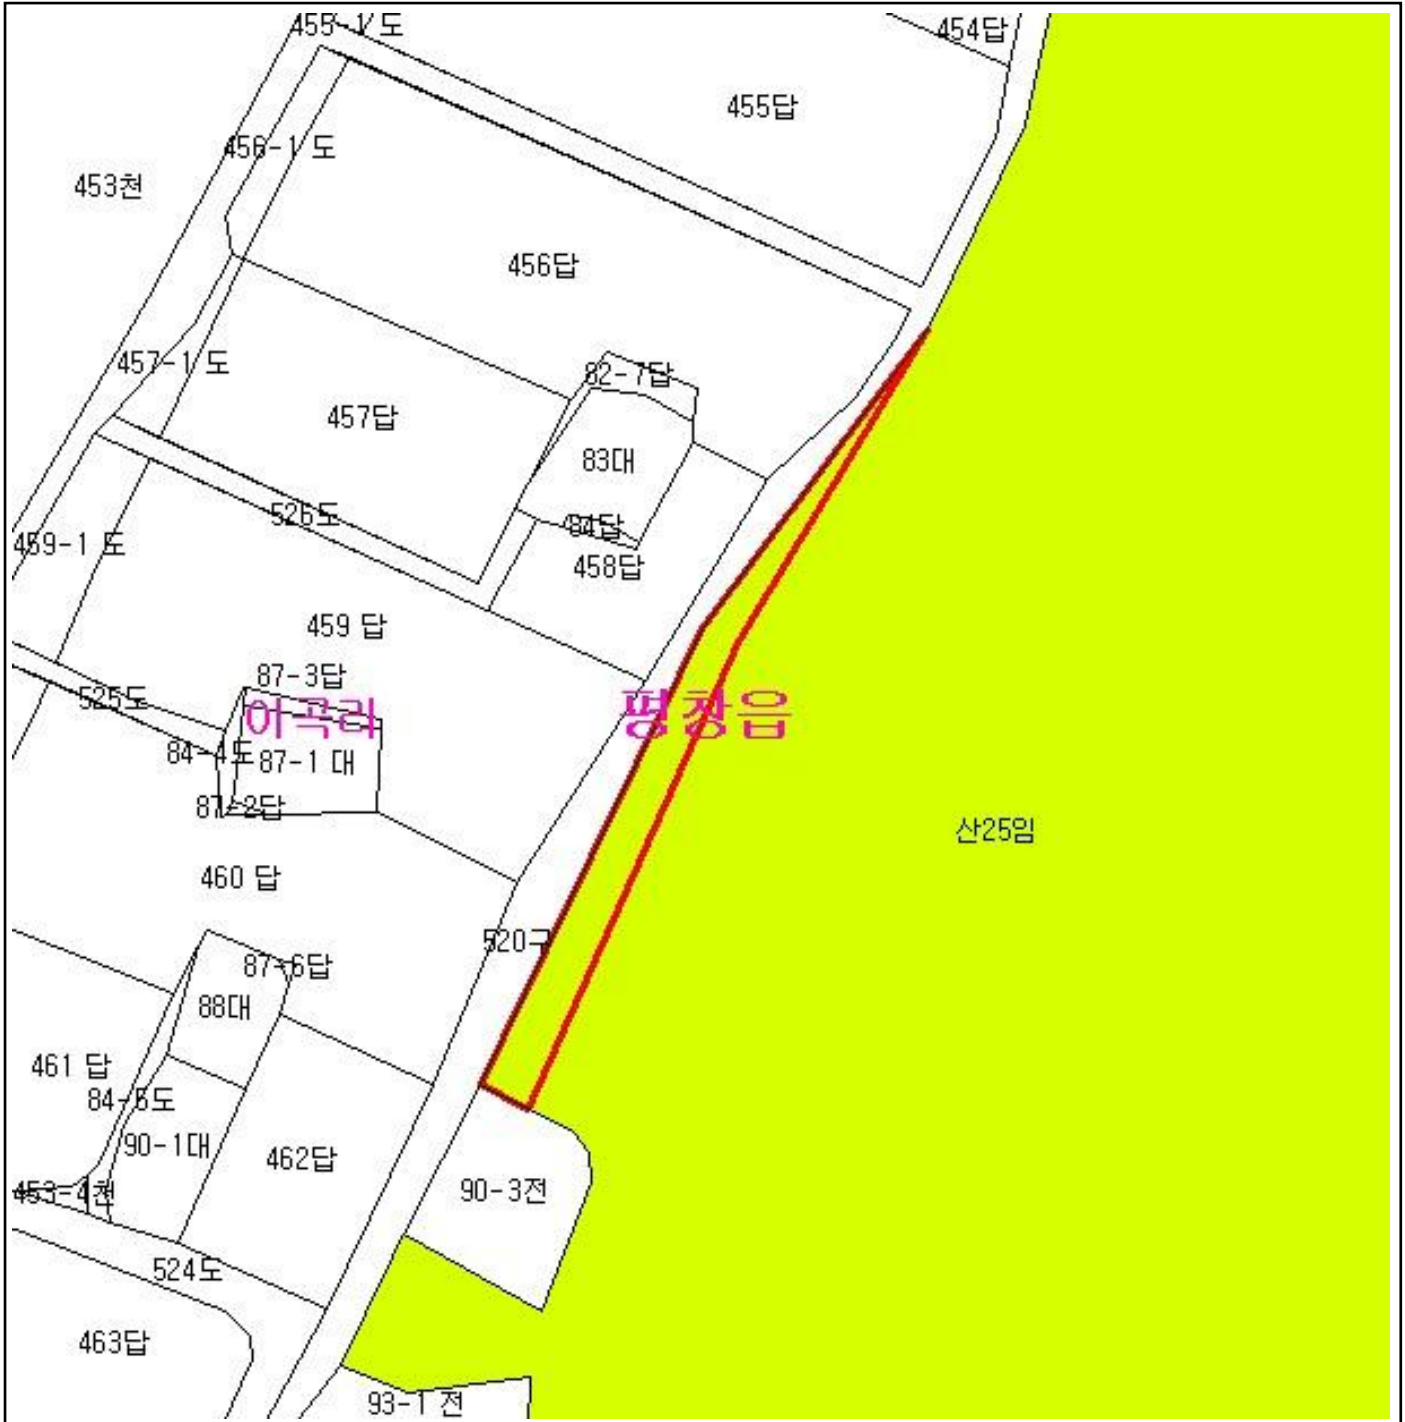 455-1 도
454답
455답
456-1 도
453천
456답
457-1 도
82-7답
457답
83대
526도
84답
459-1 도
458답
459 답
87-3답
525도
이곡리
평창읍
84-4도
87-1 대
87-2답
산25임
460 답
520구
87-6답
88대
461 답
84-5도
90-1대
462답
453-4천
90-3전
524도
463답
93-1 전